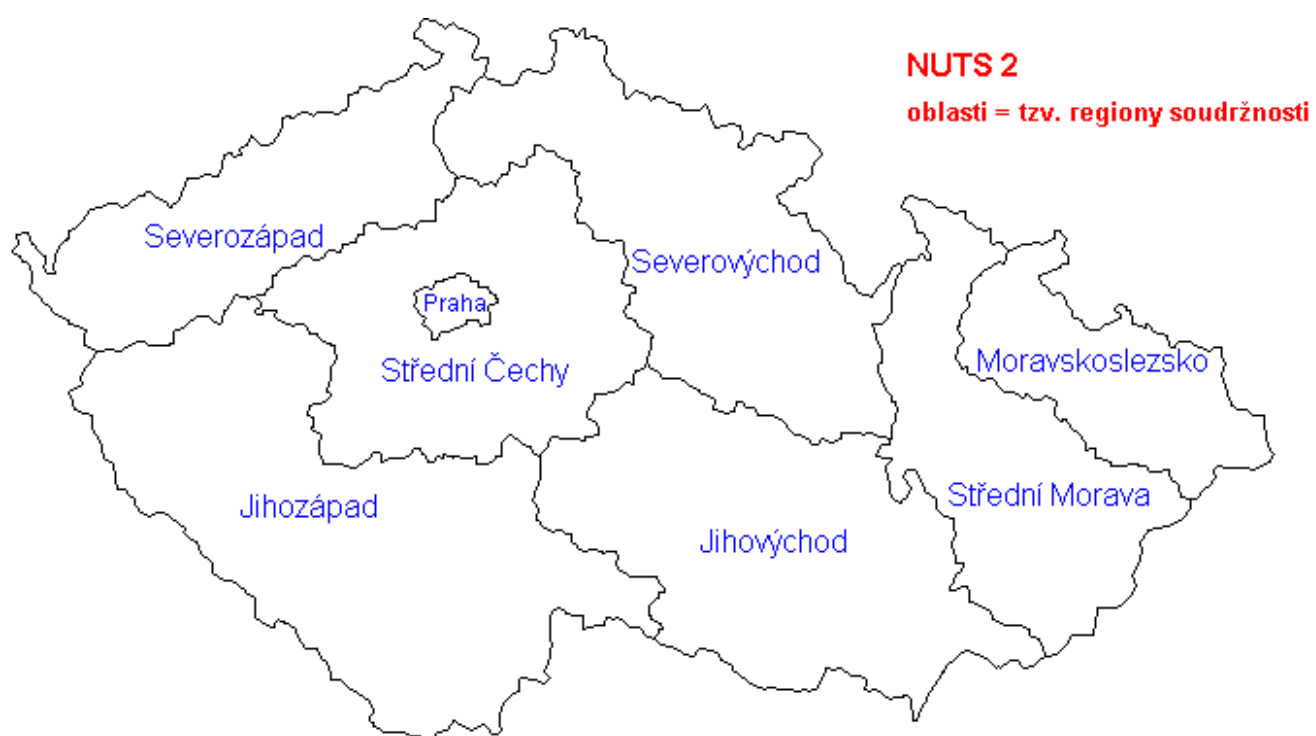 NUTS 2
oblasti = tzv. regiony soudržnosti
Severozápad
Severovýchod
Praha
Střední Čechy
Moravskoslezsko
Jihozápad
Střední Morava
Jihovýchod